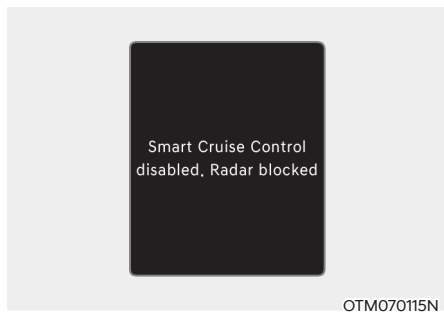 Smart Cruise Control
disabled. Radar blocked
OTM070115N